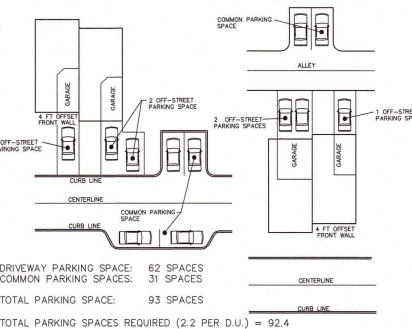 COMMON PARKING
SPACE
ALLEY
GARAGE
GARAGE
4 FT OFFSET
FRONT WALL
2 OFF-STREET
PARKING SPACE
OFF-STREET
PARKING SPACE
CURB LINE
CENTERLINE
COMMON PARKING
SPACE
CURB LINE
2 OFF-STREET
PARKING SPACES
1 OFF-STRE
PARKING SP
GARAGE
GARAGE
4 FT OFFSET
FRONT WALL
CENTERLINE
CURB LINE
DRIVEWAY PARKING SPACE: 62 SPACES
COMMON PARKING SPACES: 31 SPACES
TOTAL PARKING SPACE: 93 SPACES
TOTAL PARKING SPACES REQUIRED (2.2 PER D.U.) = 92.4